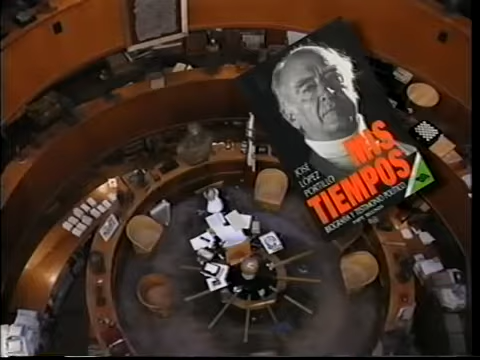 JOSÉ
LÓPEZ
PORTILLO
MIS
TIEMPOS
BIOGRAFÍA Y TESTIMONIO POLÍTICO